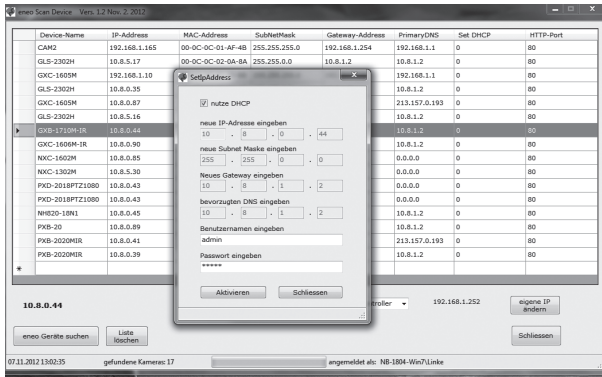 eneo Scan Device Vers. 1.2 Nov. 2. 2012
Device-Name IP-Address MAC-Address SubNetMask Gateway-Address PrimaryDNS Set DHCP HTTP-Port
CAM2 192.168.1.165 00-0C-0C-01-AF-4B 255.255.255.0 192.168.1.254 192.168.1.1 0 80
GLS-2302H 10.8.5.17 00-0C-0C-02-0A-8A 255.255.0.0 10.8.1.2 10.8.1.2 0 80
GXC-1605M 192.168.1.10 192.168.1.1 0 80
GLS-2302H 10.8.0.35 10.8.1.2 0 80
GXC-1605M 10.8.0.87 213.157.0.193 0 80
GLS-2302H 10.8.5.16 10.8.1.2 0 80
GXB-1710M-IR 10.8.0.44 10.8.1.2 0 80
GXC-1606M-IR 10.8.0.90 10.8.1.2 0 80
NXC-1602M 10.8.0.85 0.0.0.0 0 80
NXC-1302M 10.8.5.30 0.0.0.0 0 80
PXD-2018PTZ1080 10.8.0.43 0.0.0.0 0 80
PXD-2018PTZ1080 10.8.0.43 0.0.0.0 0 80
NH820-18N1 10.8.0.45 10.8.1.2 0 80
PXB-20 10.8.0.89 10.8.1.2 0 80
PXB-2020MIR 10.8.0.41 213.157.0.193 0 80
PXB-2020MIR 10.8.0.39 10.8.1.2 0 80
SetIpAddress
nutze DHCP
neue IP-Adresse eingeben
10 . 8 . 0 . 44
neue Subnet Maske eingeben
255 . 255 . 0 . 0
Neues Gateway eingeben
10 . 8 . 1 . 2
bevorzugten DNS eingeben
10 . 8 . 1 . 2
Benutzernamen eingeben
admin
Passwort eingeben
*****
Aktivieren Schliessen
10.8.0.44 troller 192.168.1.252 eigene IP
ändern
eneo Geräte suchen Liste
löschen Schliessen
07.11.2012 13:02:35 gefundene Kameras: 17 angemeldet als: NB-1804-Win7\Linke